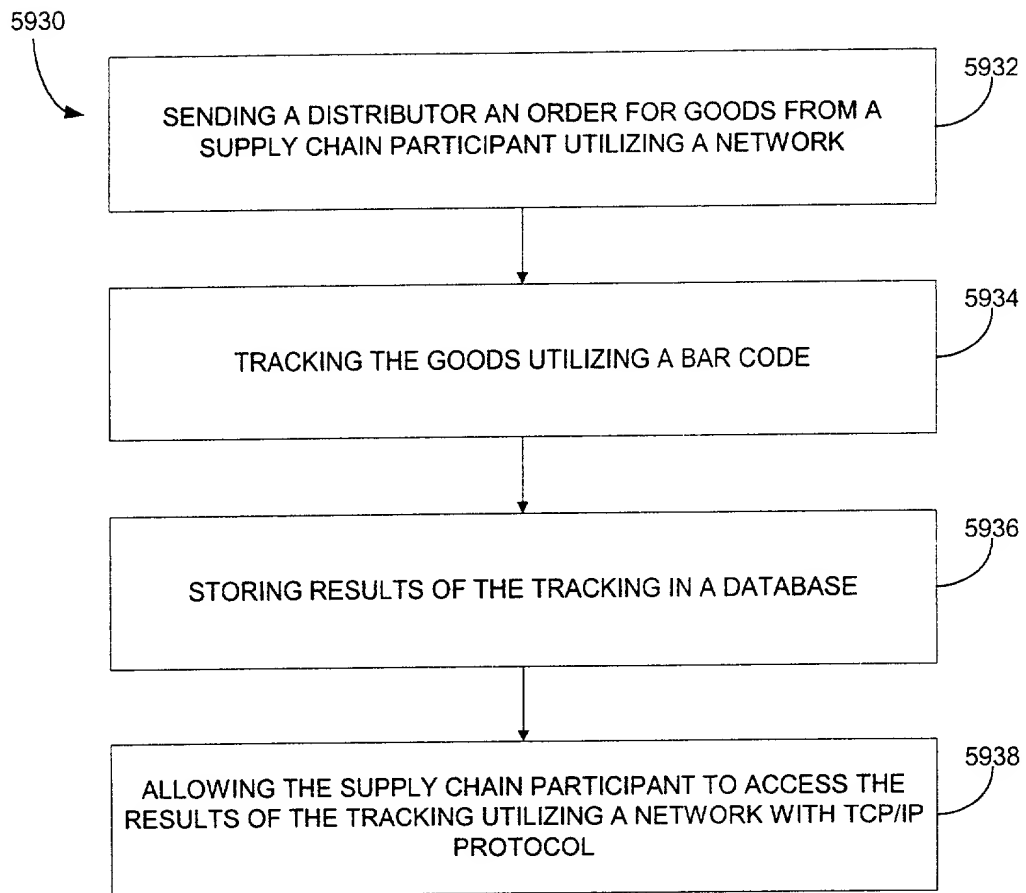 5930
5932
SENDING A DISTRIBUTOR AN ORDER FOR GOODS FROM A
SUPPLY CHAIN PARTICIPANT UTILIZING A NETWORK
5934
TRACKING THE GOODS UTILIZING A BAR CODE
5936
STORING RESULTS OF THE TRACKING IN A DATABASE
5938
ALLOWING THE SUPPLY CHAIN PARTICIPANT TO ACCESS THE
RESULTS OF THE TRACKING UTILIZING A NETWORK WITH TCP/IP
PROTOCOL